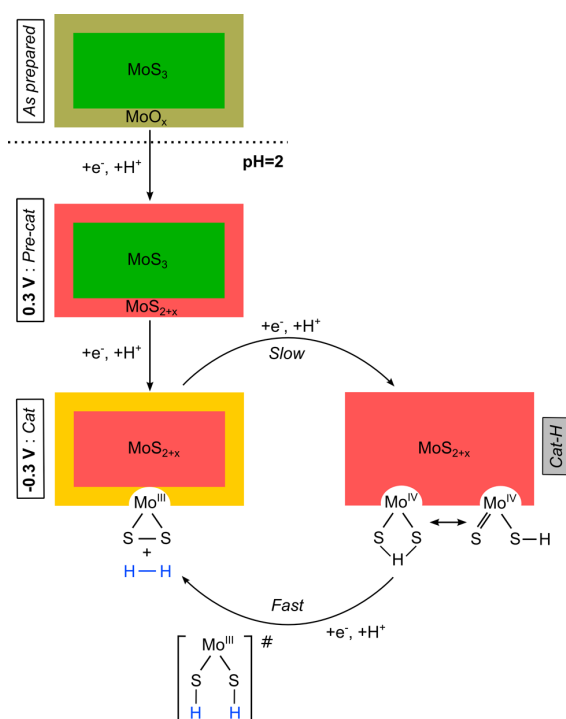 As prepared
MoS₃
MoOₓ
pH=2
+e⁻, +H⁺
0.3 V : Pre-cat
MoS₃
MoS₂₊ₓ
+e⁻, +H⁺
+e⁻, +H⁺
Slow
-0.3 V : Cat
MoS₂₊ₓ
MoS₂₊ₓ
Cat-H
Moᴵᴵᴵ
S S
+
H H
Moᴵⱽ
S S
H
Moᴵⱽ
S S H
Fast
+e⁻, +H⁺
#
Moᴵᴵᴵ
S S
H H